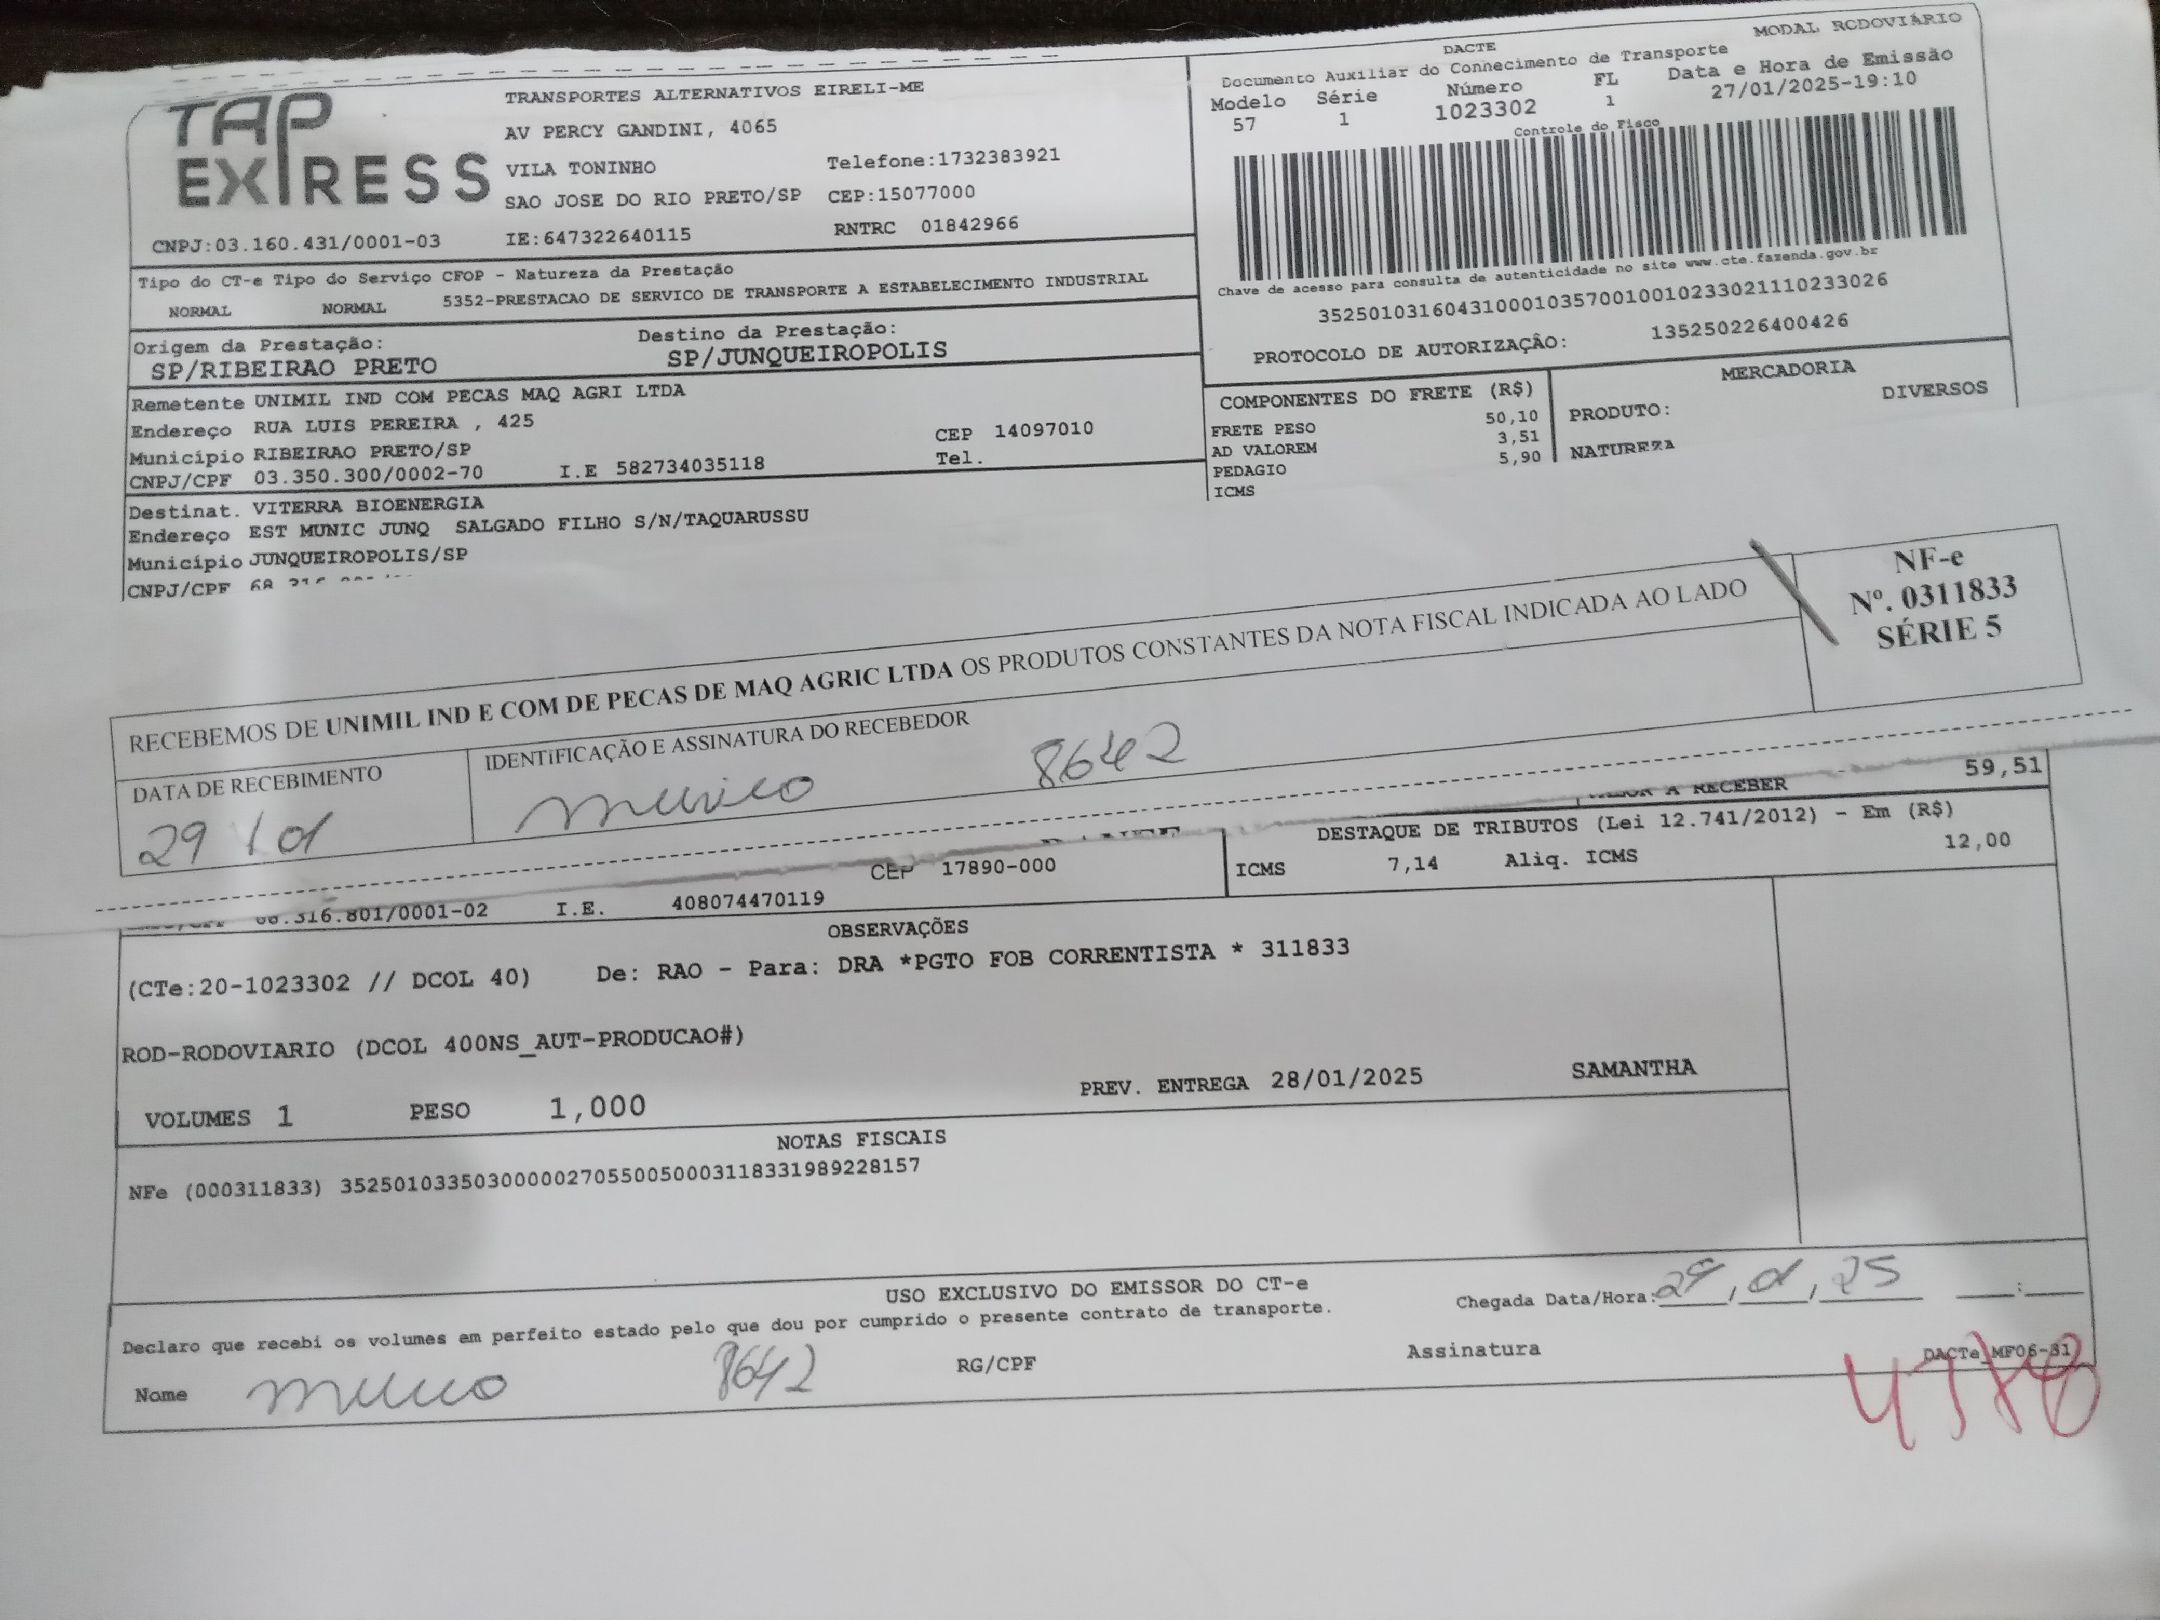 TAP
EXPRESS
TRANSPORTES ALTERNATIVOS EIRELI-ME
AV PERCY GANDINI, 4065
VILA TONINHO Telefone:1732383921
SAO JOSE DO RIO PRETO/SP CEP:15077000
CNPJ:03.160.431/0001-03 IE:647322640115 RNTRC 01842966
MODAL RODOVIÁRIO
DACTE
Documento Auxiliar do Conhecimento de Transporte
Modelo Série Número FL Data e Hora de Emissão
57 1 1023302 1 27/01/2025-19:10
Controle do Fisco
Chave de acesso para consulta de autenticidade no site www.cte.fazenda.gov.br
35250103160431000103570010010233021110233026
PROTOCOLO DE AUTORIZAÇÃO: 135250226400426
Tipo do CT-e Tipo do Serviço CFOP - Natureza da Prestação
NORMAL NORMAL 5352-PRESTACAO DE SERVICO DE TRANSPORTE A ESTABELECIMENTO INDUSTRIAL
Origem da Prestação: Destino da Prestação:
SP/RIBEIRAO PRETO SP/JUNQUEIROPOLIS
Remetente UNIMIL IND COM PECAS MAQ AGRI LTDA
Endereço RUA LUIS PEREIRA , 425
Município RIBEIRAO PRETO/SP CEP 14097010
CNPJ/CPF 03.350.300/0002-70 I.E 582734035118 Tel.
COMPONENTES DO FRETE (R$)
FRETE PESO 50,10
AD VALOREM 3,51
PEDAGIO 5,90
ICMS
MERCADORIA
PRODUTO: DIVERSOS
NATUREZA
Destinat. VITERRA BIOENERGIA
Endereço EST MUNIC JUNQ SALGADO FILHO S/N/TAQUARUSSU
Município JUNQUEIROPOLIS/SP
CNPJ/CPF
RECEBEMOS DE UNIMIL IND E COM DE PECAS DE MAQ AGRIC LTDA OS PRODUTOS CONSTANTES DA NOTA FISCAL INDICADA AO LADO
NF-e
Nº. 0311833
SÉRIE 5
DATA DE RECEBIMENTO IDENTIFICAÇÃO E ASSINATURA DO RECEBEDOR
29 01 8642
A RECEBER 59,51
DESTAQUE DE TRIBUTOS (Lei 12.741/2012) - Em (R$)
ICMS 7,14 Aliq. ICMS 12,00
CEP 17890-000
68.316.801/0001-02 I.E. 408074470119
OBSERVAÇÕES
(CTe:20-1023302 // DCOL 40) De: RAO - Para: DRA *PGTO FOB CORRENTISTA * 311833
ROD-RODOVIARIO (DCOL 400NS_AUT-PRODUCAO#)
VOLUMES 1 PESO 1,000 PREV. ENTREGA 28/01/2025 SAMANTHA
NOTAS FISCAIS
NFe (000311833) 35250103350300000270550050003118331989228157
USO EXCLUSIVO DO EMISSOR DO CT-e
Declaro que recebi os volumes em perfeito estado pelo que dou por cumprido o presente contrato de transporte.
Chegada Data/Hora: 29/01/25 :
Nome 8642 RG/CPF Assinatura DACTe_MF06-81